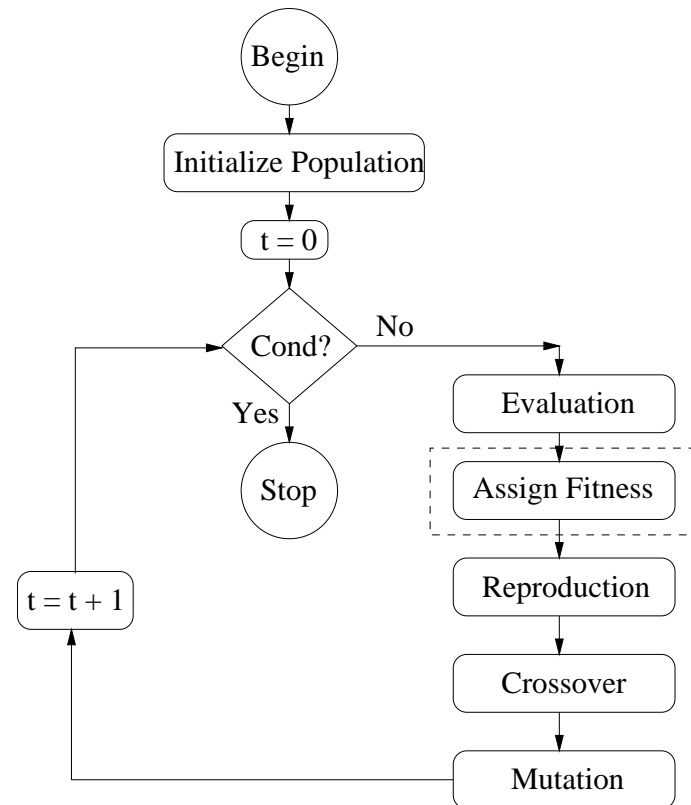 Begin
Initialize Population
t = 0
Cond?
No
Yes
Stop
Evaluation
Assign Fitness
Reproduction
Crossover
Mutation
t = t + 1